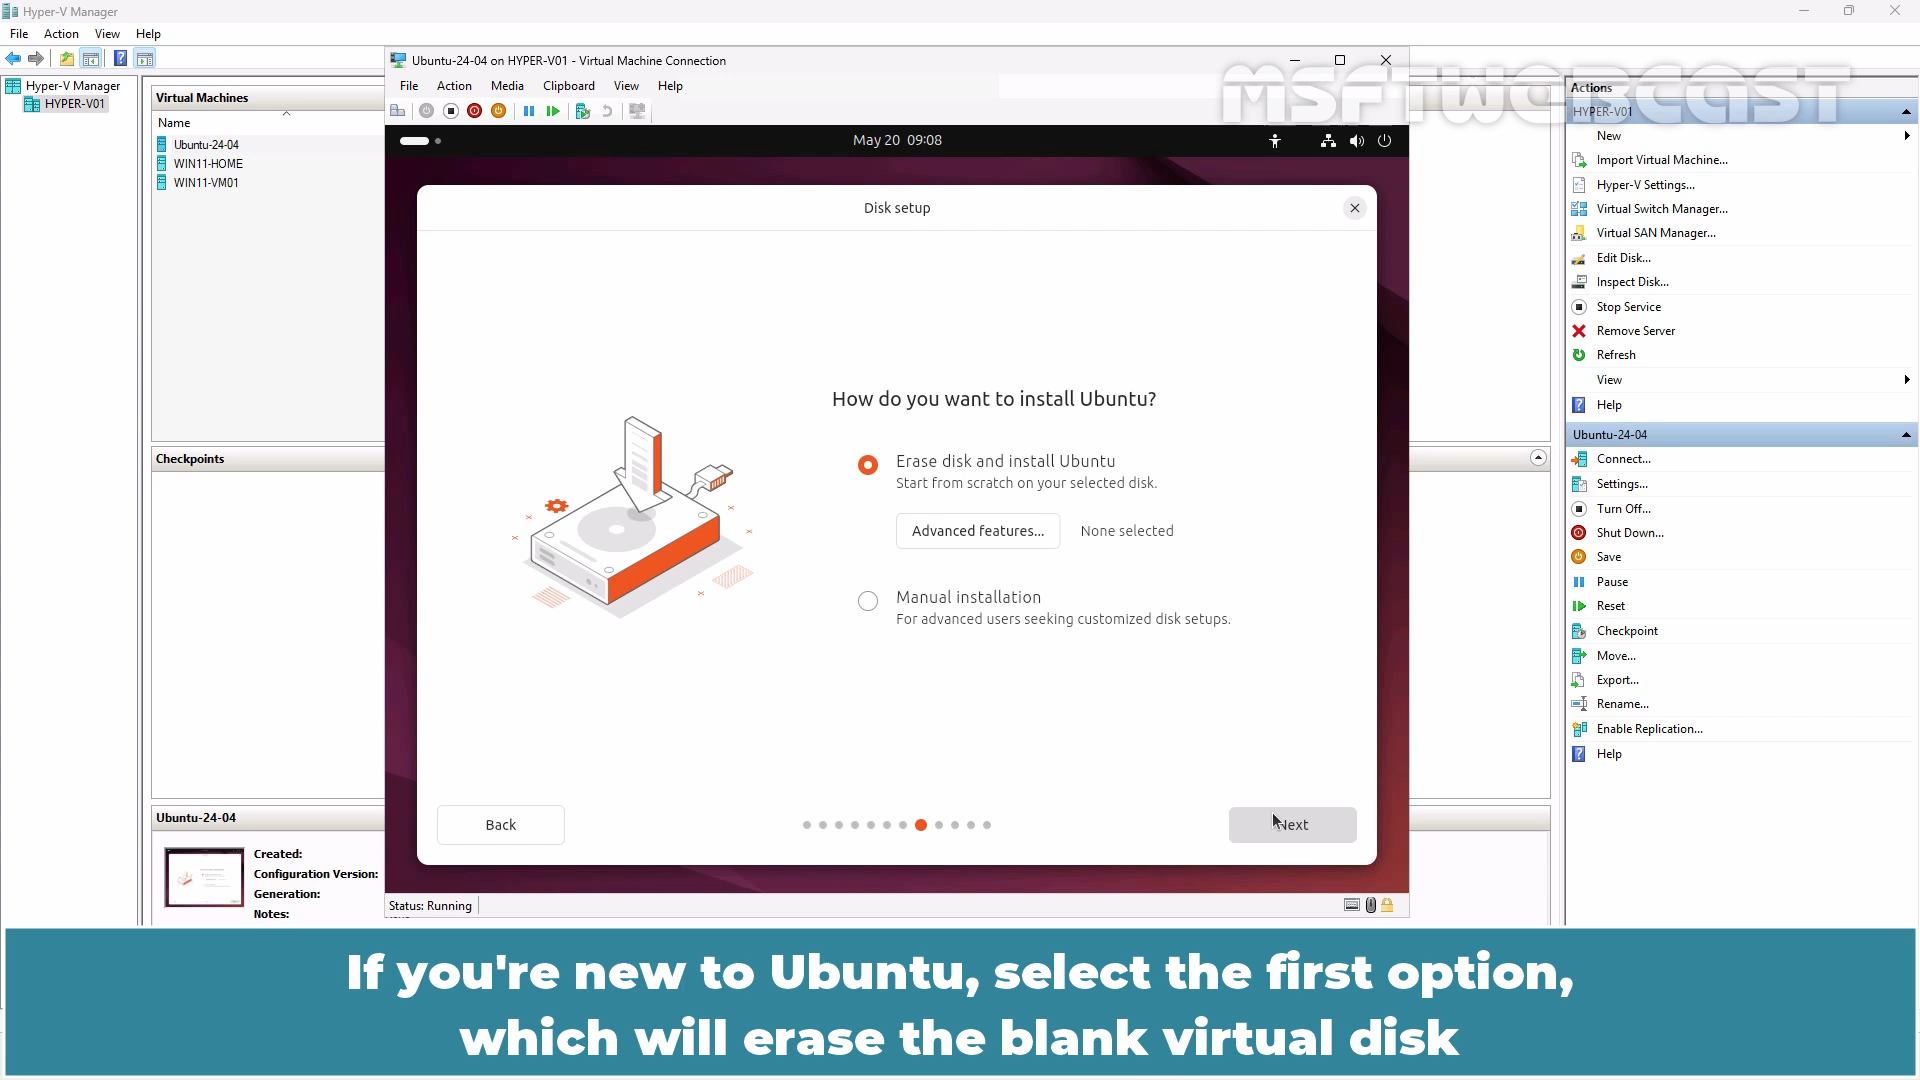 Hyper-V Manager
File Action View Help
Hyper-V Manager
HYPER-V01
Virtual Machines
Name
Ubuntu-24-04
WIN11-HOME
WIN11-VM01
Checkpoints
Ubuntu-24-04
Created:
Configuration Version:
Generation:
Notes:
Ubuntu-24-04 on HYPER-V01 - Virtual Machine Connection
File Action Media Clipboard View Help
May 20 09:08
Disk setup
How do you want to install Ubuntu?
Erase disk and install Ubuntu
Start from scratch on your selected disk.
Advanced features... None selected
Manual installation
For advanced users seeking customized disk setups.
Back
Next
Status: Running
MSFTWEBCAST
Actions
HYPER-V01
New
Import Virtual Machine...
Hyper-V Settings...
Virtual Switch Manager...
Virtual SAN Manager...
Edit Disk...
Inspect Disk...
Stop Service
Remove Server
Refresh
View
Help
Ubuntu-24-04
Connect...
Settings...
Turn Off...
Shut Down...
Save
Pause
Reset
Checkpoint
Move...
Export...
Rename...
Enable Replication...
Help
If you're new to Ubuntu, select the first option,
which will erase the blank virtual disk